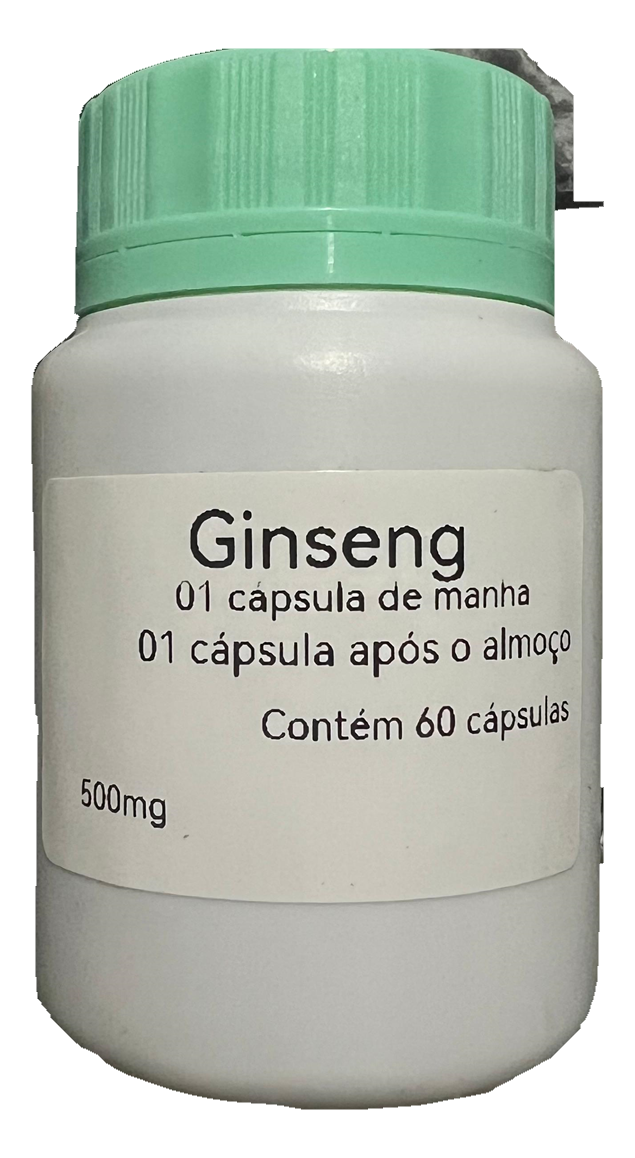 Ginseng
01 cápsula de manha
01 cápsula após o almoço
Contém 60 cápsulas
500mg